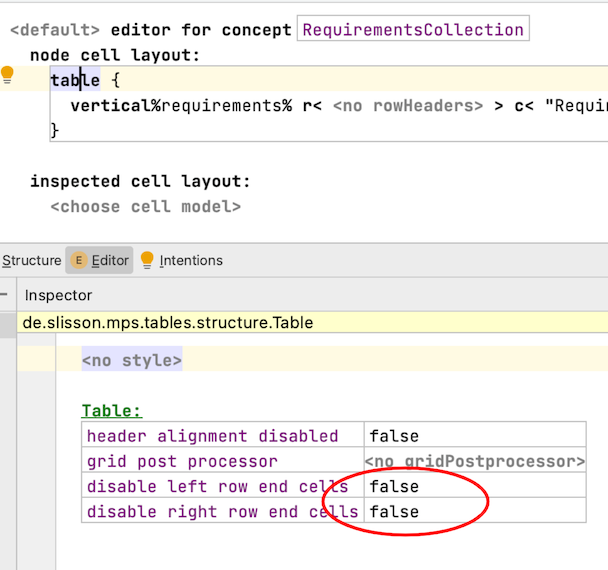 <default> editor for concept RequirementsCollection
node cell layout:
table {
vertical%requirements% r< <no rowHeaders> > c< "Requir
}
inspected cell layout:
<choose cell model>
Structure E Editor Intentions
Inspector
de.slisson.mps.tables.structure.Table
<no style>
Table:
header alignment disabled false
grid post processor <no gridPostprocessor>
disable left row end cells false
disable right row end cells false